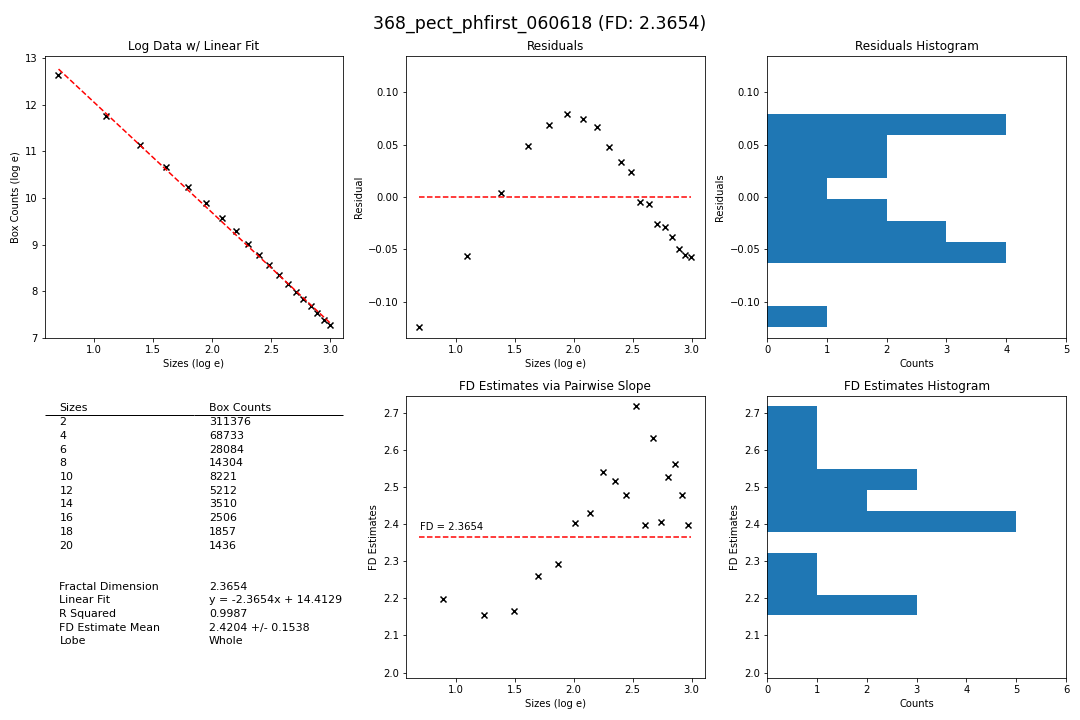 368_pect_phfirst_060618 (FD: 2.3654)
Log Data w/ Linear Fit
13
12
11
10
9
8
7
Box Counts (log e)
1.0 1.5 2.0 2.5 3.0
Sizes (log e)
Residuals
0.10
0.05
0.00
−0.05
−0.10
Residual
1.0 1.5 2.0 2.5 3.0
Sizes (log e)
Residuals Histogram
0.10
0.05
0.00
−0.05
−0.10
Residuals
0 1 2 3 4 5
Counts
Sizes Box Counts
2 311376
4 68733
6 28084
8 14304
10 8221
12 5212
14 3510
16 2506
18 1857
20 1436
Fractal Dimension 2.3654
Linear Fit y = -2.3654x + 14.4129
R Squared 0.9987
FD Estimate Mean 2.4204 +/- 0.1538
Lobe Whole
FD Estimates via Pairwise Slope
2.7
2.6
2.5
2.4
2.3
2.2
2.1
2.0
FD Estimates
FD = 2.3654
1.0 1.5 2.0 2.5 3.0
Sizes (log e)
FD Estimates Histogram
2.7
2.6
2.5
2.4
2.3
2.2
2.1
2.0
FD Estimates
0 1 2 3 4 5 6
Counts